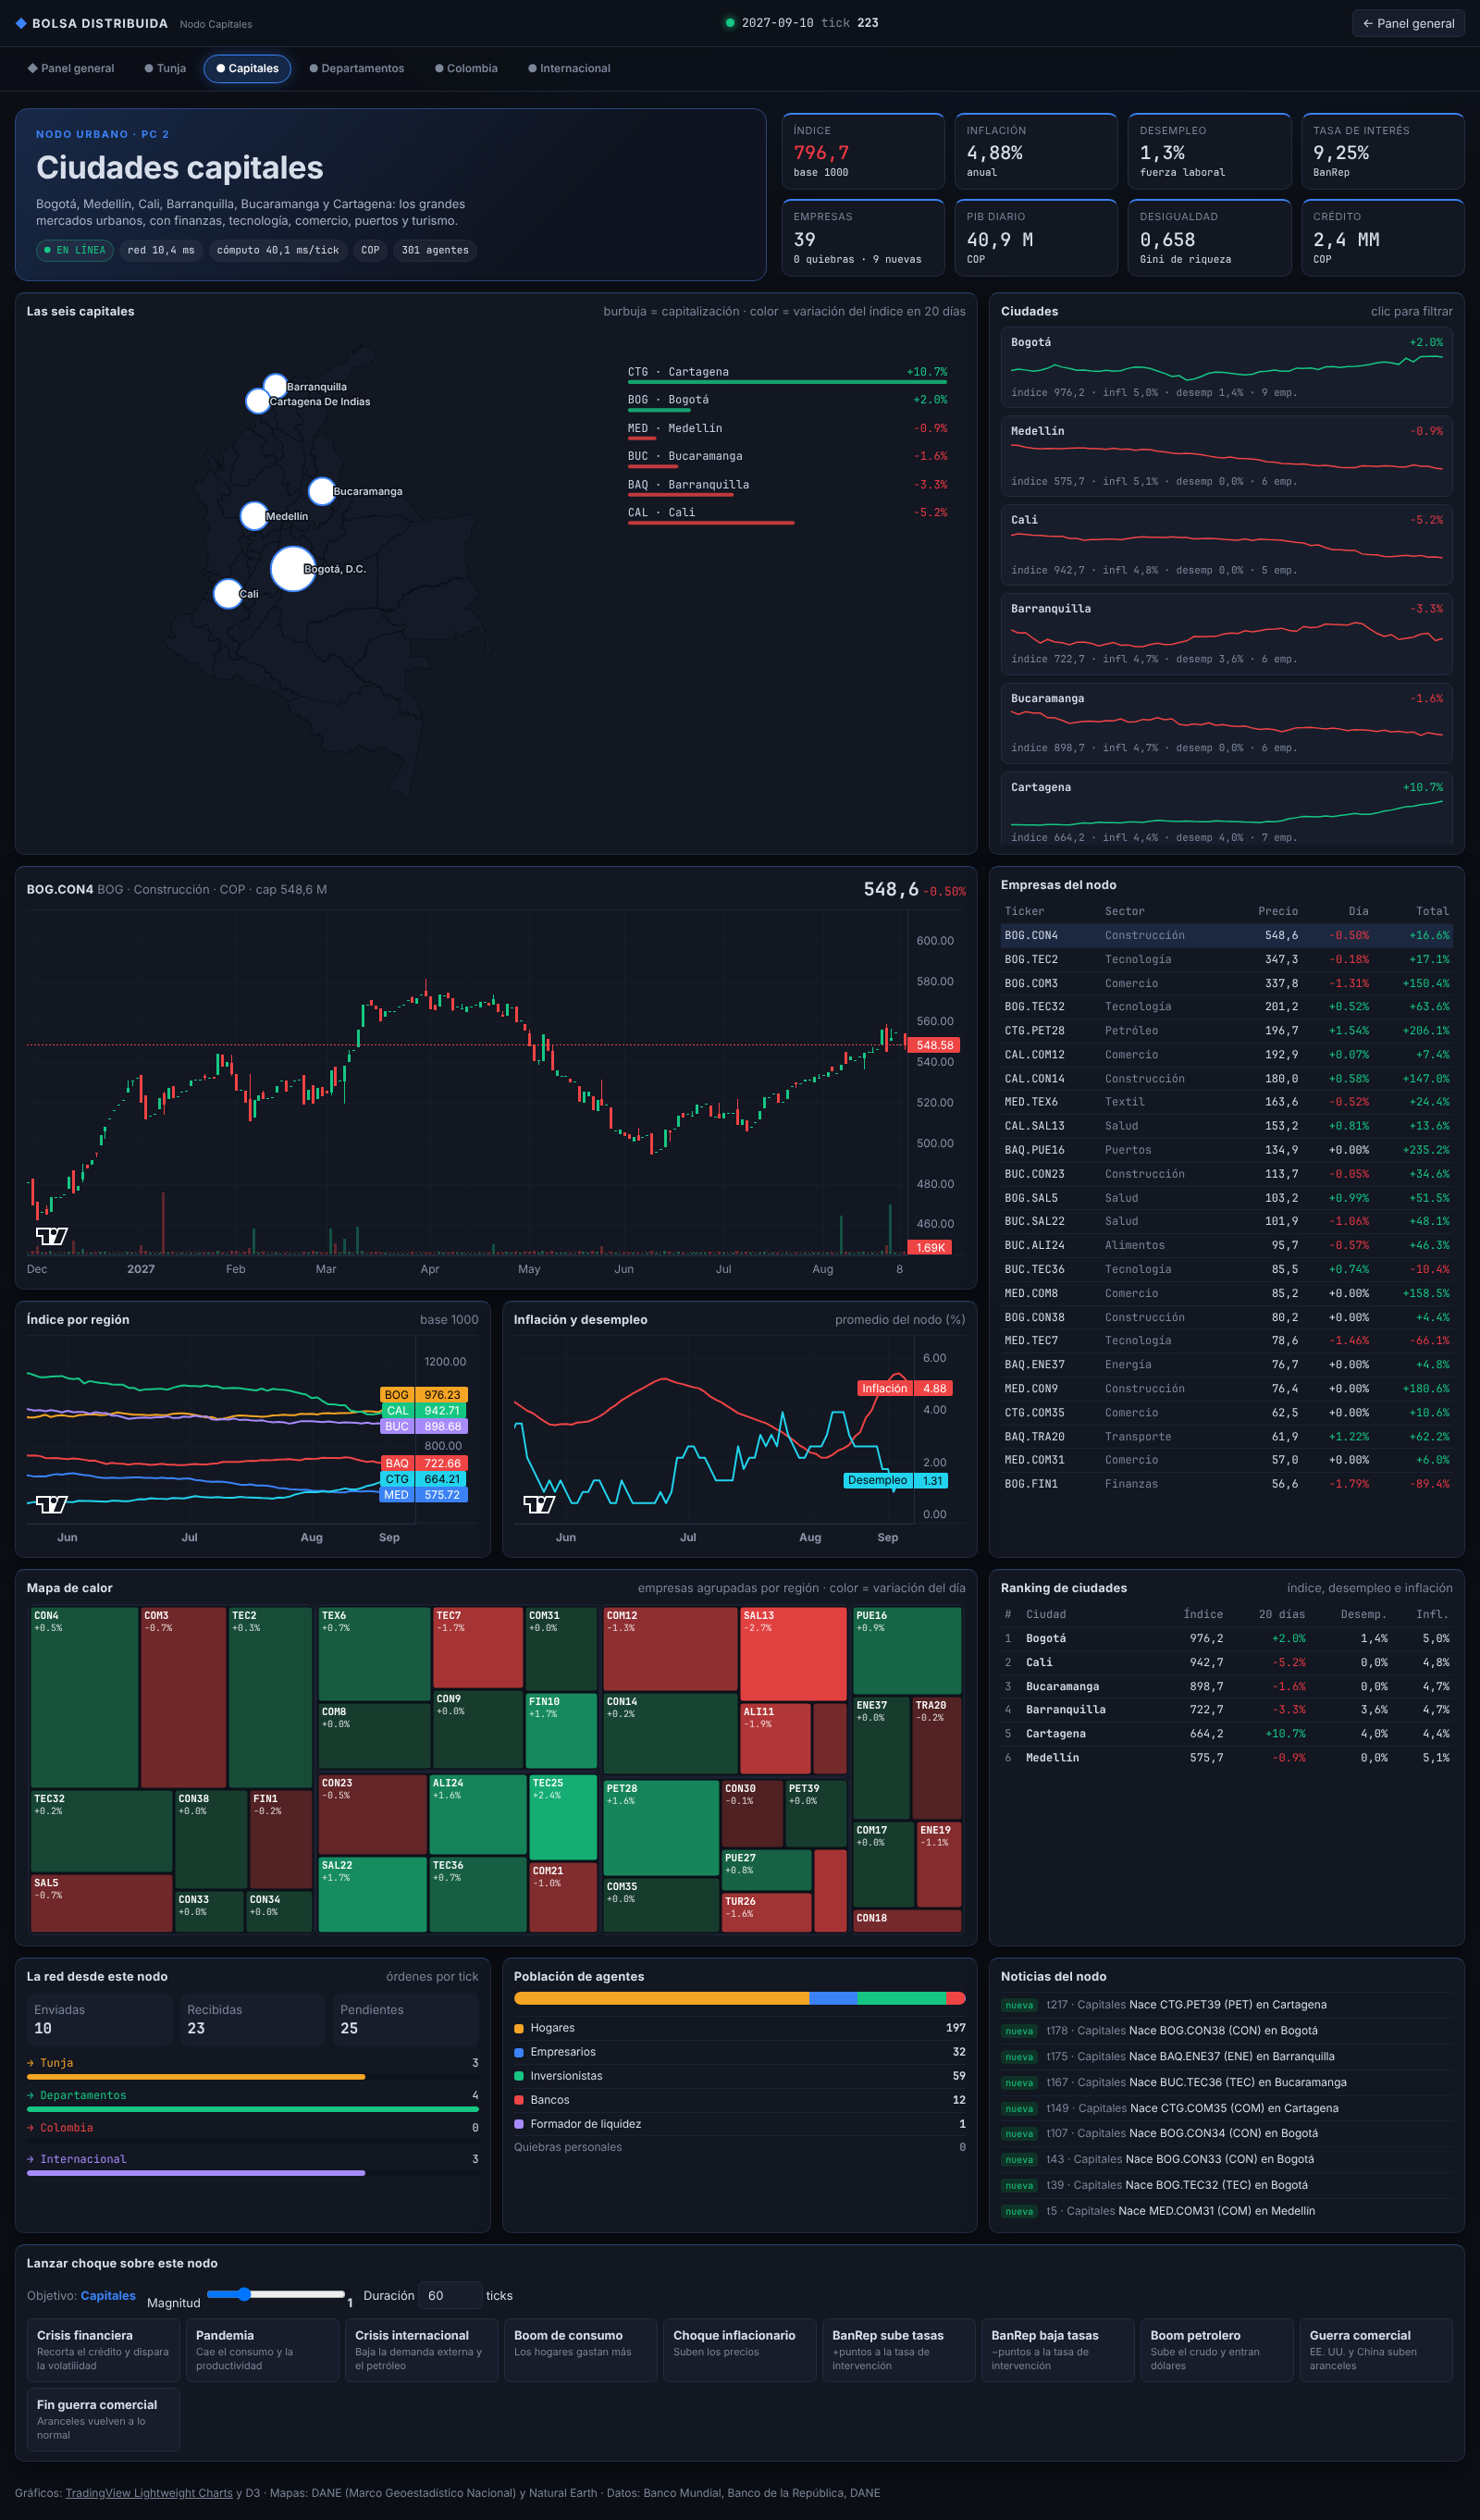 ◆ BOLSA DISTRIBUIDA Nodo Capitales
2027-09-10 tick 223
← Panel general
◆ Panel general ● Tunja ● Capitales ● Departamentos ● Colombia ● Internacional
NODO URBANO · PC 2
Ciudades capitales
Bogotá, Medellín, Cali, Barranquilla, Bucaramanga y Cartagena: los grandes
mercados urbanos, con finanzas, tecnología, comercio, puertos y turismo.
● EN LÍNEA red 10,4 ms cómputo 40,1 ms/tick COP 301 agentes
ÍNDICE
796,7
base 1000
INFLACIÓN
4,88%
anual
DESEMPLEO
1,3%
fuerza laboral
TASA DE INTERÉS
9,25%
BanRep
EMPRESAS
39
0 quiebras · 9 nuevas
PIB DIARIO
40,9 M
COP
DESIGUALDAD
0,658
Gini de riqueza
CRÉDITO
2,4 MM
COP
Las seis capitales burbuja = capitalización · color = variación del índice en 20 días
Barranquilla
Cartagena De Indias
Bucaramanga
Medellín
Bogotá, D.C.
Cali
CTG · Cartagena +10.7%
BOG · Bogotá +2.0%
MED · Medellín -0.9%
BUC · Bucaramanga -1.6%
BAQ · Barranquilla -3.3%
CAL · Cali -5.2%
Ciudades clic para filtrar
Bogotá +2.0%
índice 976,2 · infl 5,0% · desemp 1,4% · 9 emp.
Medellín -0.9%
índice 575,7 · infl 5,1% · desemp 0,0% · 6 emp.
Cali -5.2%
índice 942,7 · infl 4,8% · desemp 0,0% · 5 emp.
Barranquilla -3.3%
índice 722,7 · infl 4,7% · desemp 3,6% · 6 emp.
Bucaramanga -1.6%
índice 898,7 · infl 4,7% · desemp 0,0% · 6 emp.
Cartagena +10.7%
índice 664,2 · infl 4,4% · desemp 4,0% · 7 emp.
BOG.CON4 BOG · Construcción · COP · cap 548,6 M 548,6 -0.50%
600.00
580.00
560.00
548.58
540.00
520.00
500.00
480.00
460.00
1.69K
Dec 2027 Feb Mar Apr May Jun Jul Aug 8
Empresas del nodo
Ticker Sector Precio Día Total
BOG.CON4 Construcción 548,6 -0.50% +16.6%
BOG.TEC2 Tecnología 347,3 -0.18% +17.1%
BOG.COM3 Comercio 337,8 -1.31% +150.4%
BOG.TEC32 Tecnología 201,2 +0.52% +63.6%
CTG.PET28 Petróleo 196,7 +1.54% +206.1%
CAL.COM12 Comercio 192,9 +0.07% +7.4%
CAL.CON14 Construcción 180,0 +0.58% +147.0%
MED.TEX6 Textil 163,6 -0.52% +24.4%
CAL.SAL13 Salud 153,2 +0.81% +13.6%
BAQ.PUE16 Puertos 134,9 +0.00% +235.2%
BUC.CON23 Construcción 113,7 -0.05% +34.6%
BOG.SAL5 Salud 103,2 +0.99% +51.5%
BUC.SAL22 Salud 101,9 -1.06% +48.1%
BUC.ALI24 Alimentos 95,7 -0.57% +46.3%
BUC.TEC36 Tecnología 85,5 +0.74% -10.4%
MED.COM8 Comercio 85,2 +0.00% +158.5%
BOG.CON38 Construcción 80,2 +0.00% +4.4%
MED.TEC7 Tecnología 78,6 -1.46% -66.1%
BAQ.ENE37 Energía 76,7 +0.00% +4.8%
MED.CON9 Construcción 76,4 +0.00% +180.6%
CTG.COM35 Comercio 62,5 +0.00% +10.6%
BAQ.TRA20 Transporte 61,9 +1.22% +62.2%
MED.COM31 Comercio 57,0 +0.00% +6.0%
BOG.FIN1 Finanzas 56,6 -1.79% -89.4%
Índice por región base 1000
1200.00
BOG 976.23
CAL 942.71
BUC 898.68
800.00
BAQ 722.66
CTG 664.21
MED 575.72
Jun Jul Aug Sep
Inflación y desempleo promedio del nodo (%)
6.00
Inflación 4.88
4.00
2.00
Desempleo 1.31
0.00
Jun Jul Aug Sep
Mapa de calor empresas agrupadas por región · color = variación del día
CON4 COM3 TEC2 TEX6 TEC7 COM31 COM12 SAL13 PUE16
+0.5% -0.7% +0.3% +0.7% -1.7% +0.0% -1.3% -2.7% +0.9%
CON9 FIN10 CON14 ENE37 TRA20
+0.0% +1.7% +0.2% +0.0% -0.2%
COM8 ALI11
+0.0% -1.9%
CON23 ALI24 TEC25 PET28 CON30 PET39
-0.5% +1.6% +2.4% +1.6% -0.1% +0.0%
TEC32 CON38 FIN1
+0.2% +0.0% -0.2%
COM17 ENE19
+0.0% -1.1%
SAL22 TEC36 COM21 PUE27
+1.7% +0.7% -1.0% +0.8%
SAL5 COM35
-0.7% +0.0%
CON33 CON34 TUR26
+0.0% +0.0% -1.6%
CON18
Ranking de ciudades índice, desempleo e inflación
# Ciudad Índice 20 días Desemp. Infl.
1 Bogotá 976,2 +2.0% 1,4% 5,0%
2 Cali 942,7 -5.2% 0,0% 4,8%
3 Bucaramanga 898,7 -1.6% 0,0% 4,7%
4 Barranquilla 722,7 -3.3% 3,6% 4,7%
5 Cartagena 664,2 +10.7% 4,0% 4,4%
6 Medellín 575,7 -0.9% 0,0% 5,1%
La red desde este nodo órdenes por tick
Enviadas Recibidas Pendientes
10 23 25
→ Tunja 3
→ Departamentos 4
→ Colombia 0
→ Internacional 3
Población de agentes
Hogares 197
Empresarios 32
Inversionistas 59
Bancos 12
Formador de liquidez 1
Quiebras personales 0
Noticias del nodo
nueva t217 · Capitales Nace CTG.PET39 (PET) en Cartagena
nueva t178 · Capitales Nace BOG.CON38 (CON) en Bogotá
nueva t175 · Capitales Nace BAQ.ENE37 (ENE) en Barranquilla
nueva t167 · Capitales Nace BUC.TEC36 (TEC) en Bucaramanga
nueva t149 · Capitales Nace CTG.COM35 (COM) en Cartagena
nueva t107 · Capitales Nace BOG.CON34 (CON) en Bogotá
nueva t43 · Capitales Nace BOG.CON33 (CON) en Bogotá
nueva t39 · Capitales Nace BOG.TEC32 (TEC) en Bogotá
nueva t5 · Capitales Nace MED.COM31 (COM) en Medellín
Lanzar choque sobre este nodo
Objetivo: Capitales Magnitud 1 Duración 60 ticks
Crisis financiera
Recorta el crédito y dispara
la volatilidad
Pandemia
Cae el consumo y la
productividad
Crisis internacional
Baja la demanda externa y
el petróleo
Boom de consumo
Los hogares gastan más
Choque inflacionario
Suben los precios
BanRep sube tasas
+puntos a la tasa de
intervención
BanRep baja tasas
−puntos a la tasa de
intervención
Boom petrolero
Sube el crudo y entran
dólares
Guerra comercial
EE. UU. y China suben
aranceles
Fin guerra comercial
Aranceles vuelven a lo
normal
Gráficos: TradingView Lightweight Charts y D3 · Mapas: DANE (Marco Geoestadístico Nacional) y Natural Earth · Datos: Banco Mundial, Banco de la República, DANE